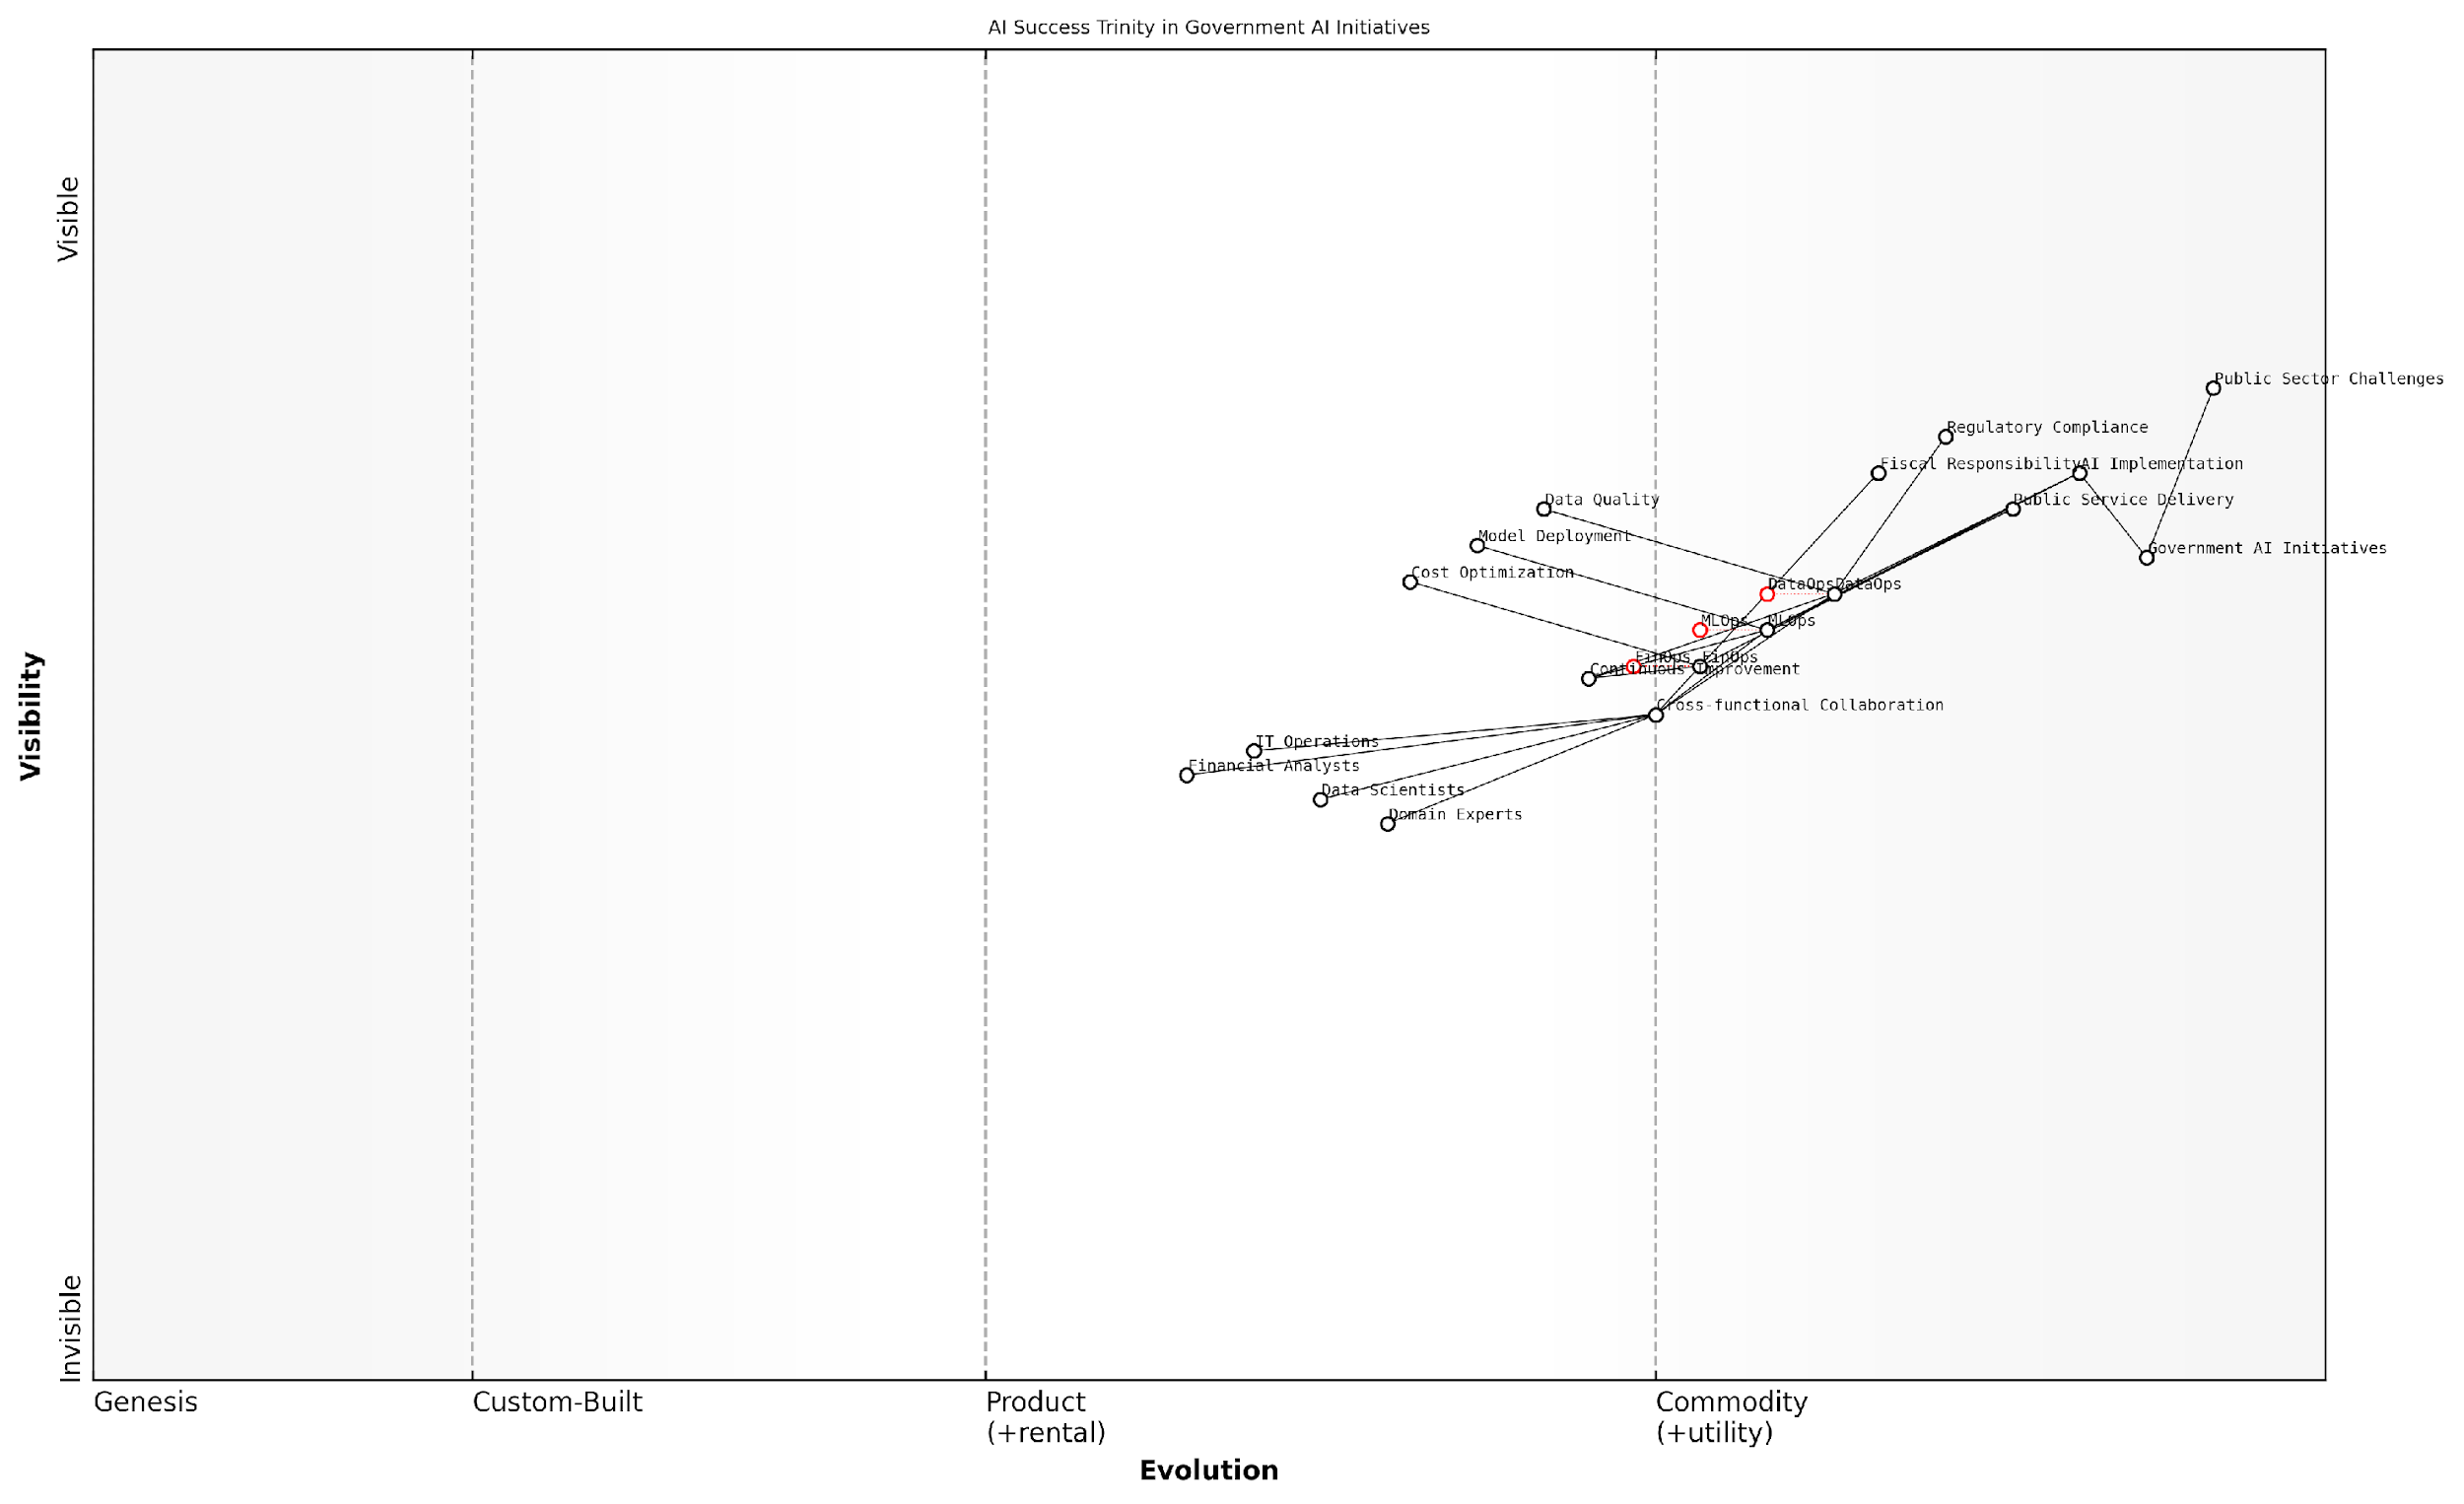 AI Success Trinity in Government AI Initiatives
Visible
Visibility
Invisible
Public Sector Challenges
Regulatory Compliance
Fiscal Responsibility
AI Implementation
Data Quality
Public Service Delivery
Model Deployment
Government AI Initiatives
Cost Optimization
DataOps
DataOps
MLOps
MLOps
FinOps
FinOps
Continuous Improvement
Cross-functional Collaboration
IT Operations
Financial Analysts
Data Scientists
Domain Experts
Genesis
Custom-Built
Product
(+rental)
Commodity
(+utility)
Evolution